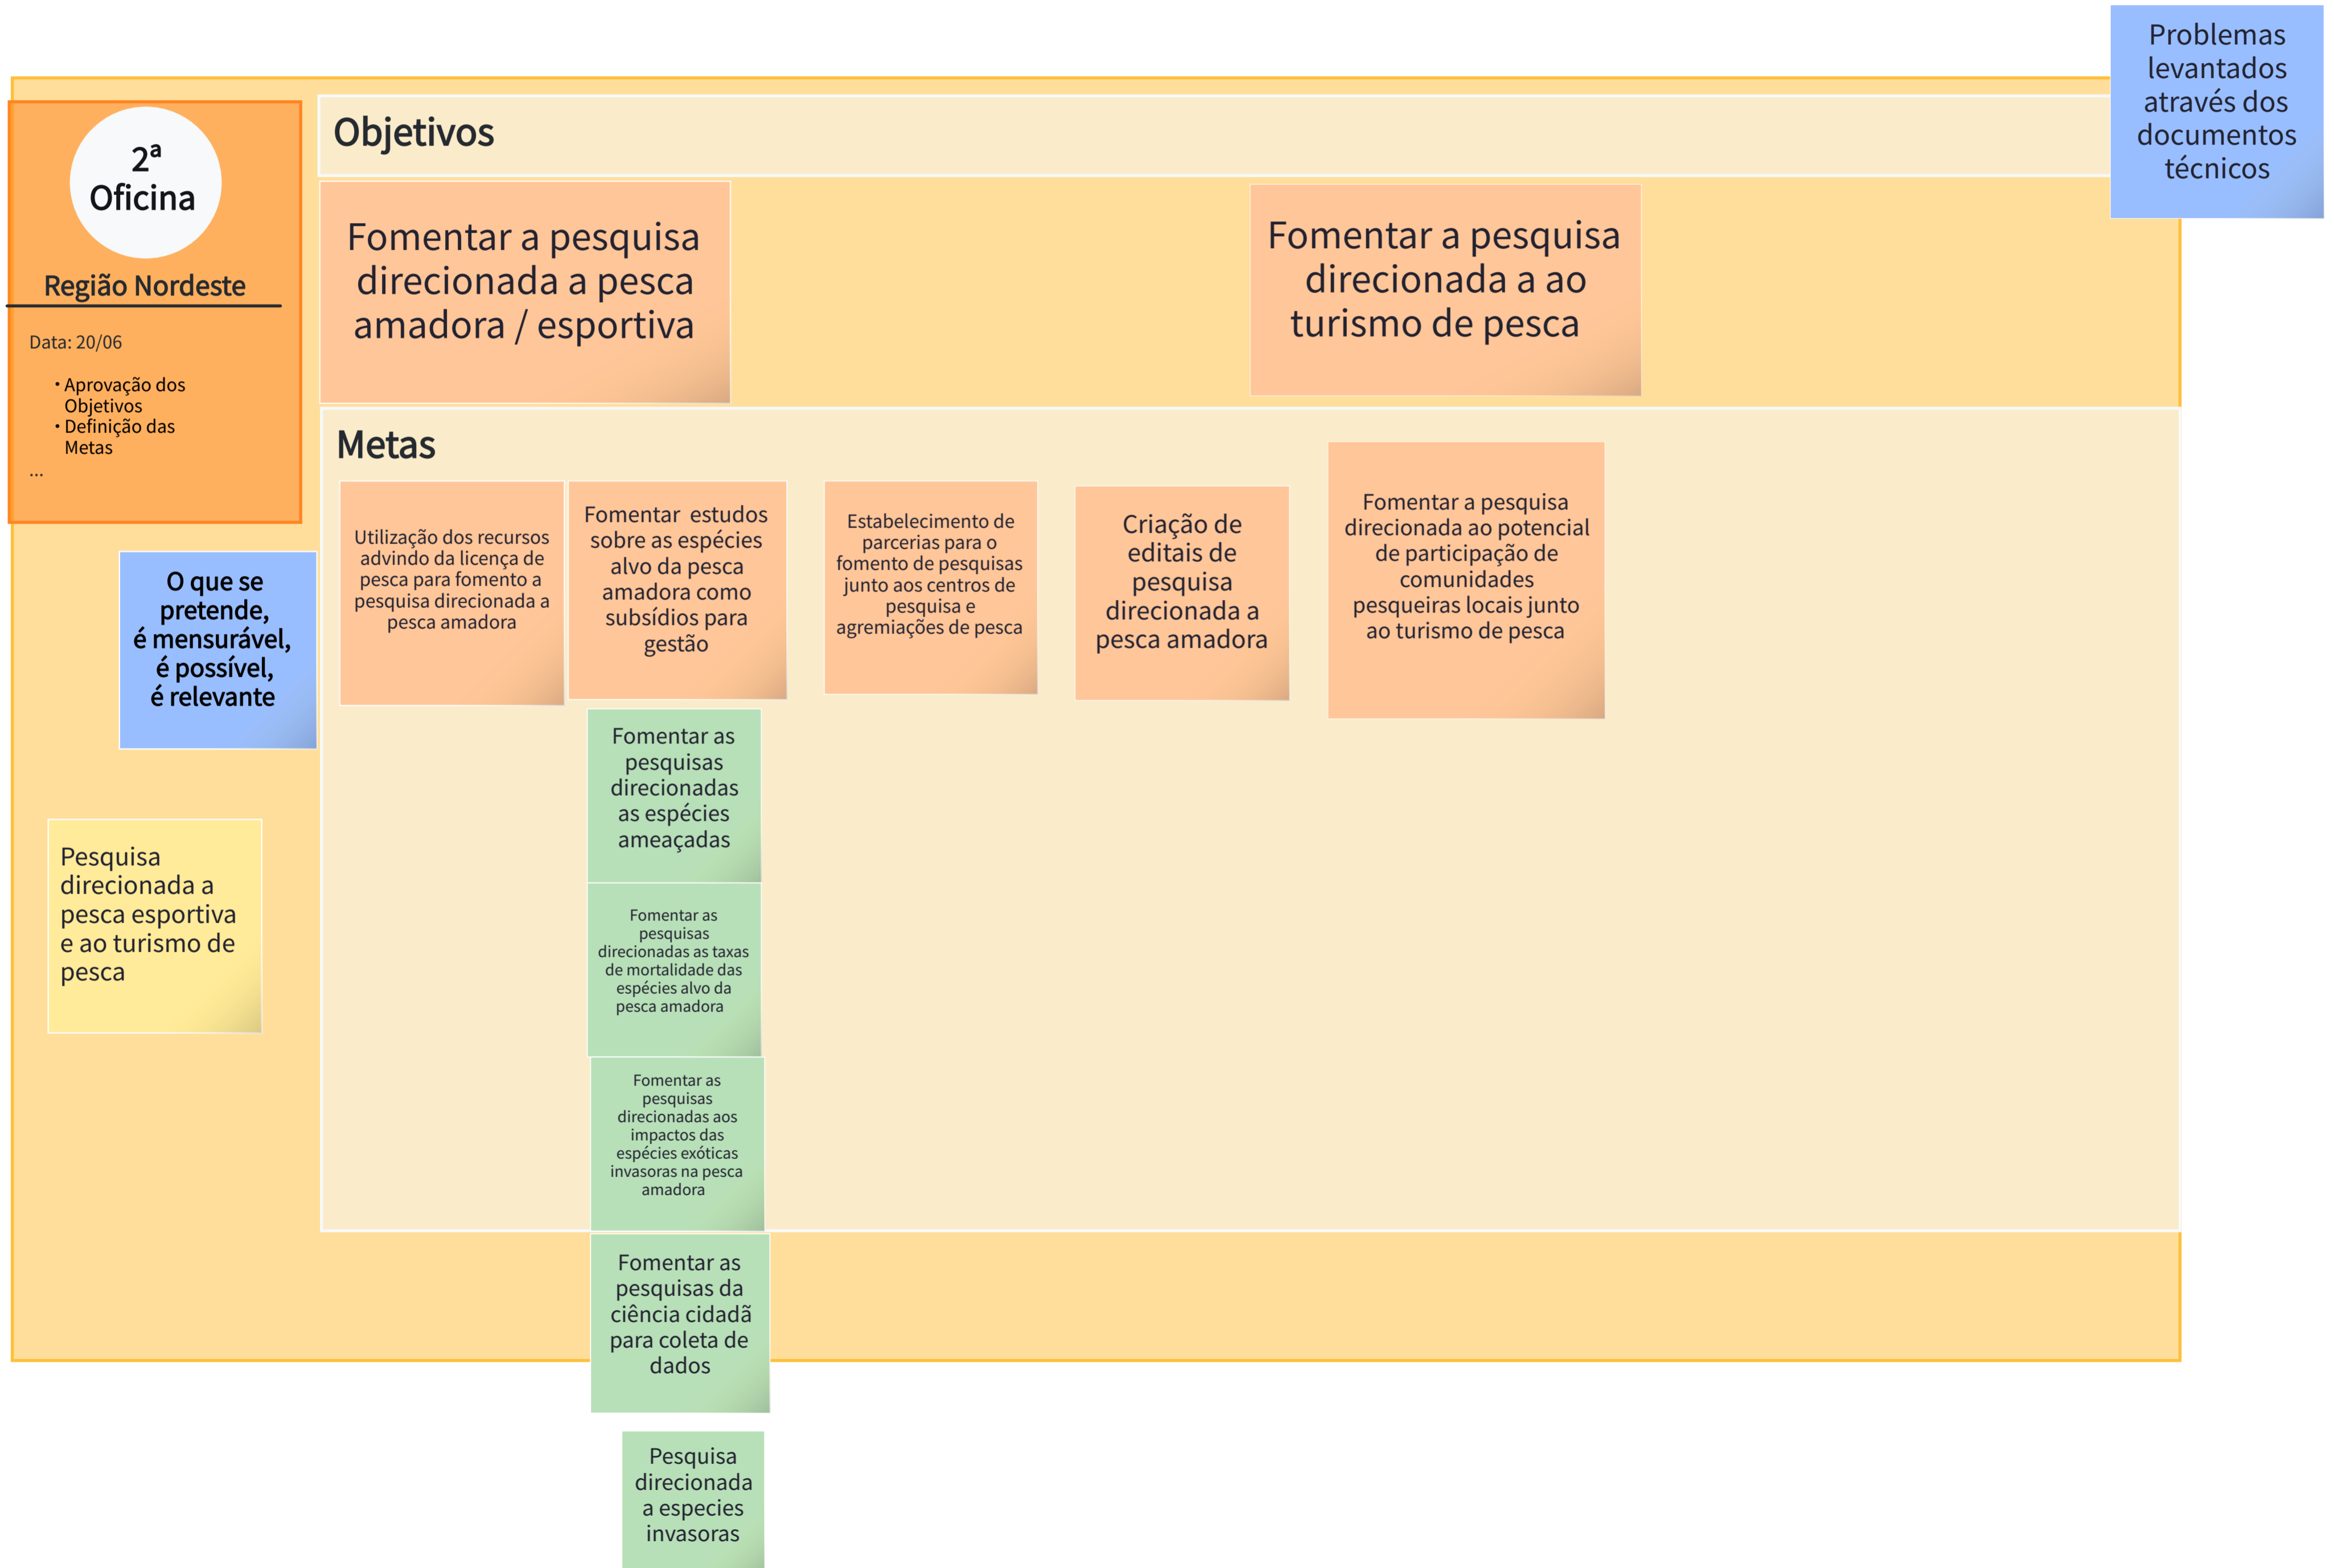 Problemas
levantados
através dos
documentos
técnicos
2ª
Oficina
Região Nordeste
Data: 20/06
• Aprovação dos
Objetivos
• Definição das
Metas
...
Objetivos
Fomentar a pesquisa
direcionada a pesca
amadora / esportiva
Fomentar a pesquisa
direcionada a ao
turismo de pesca
O que se
pretende,
é mensurável,
é possível,
é relevante
Pesquisa
direcionada a
pesca esportiva
e ao turismo de
pesca
Metas
Utilização dos recursos
advindo da licença de
pesca para fomento a
pesquisa direcionada a
pesca amadora
Fomentar estudos
sobre as espécies
alvo da pesca
amadora como
subsídios para
gestão
Estabelecimento de
parcerias para o
fomento de pesquisas
junto aos centros de
pesquisa e
agremiações de pesca
Criação de
editais de
pesquisa
direcionada a
pesca amadora
Fomentar a pesquisa
direcionada ao potencial
de participação de
comunidades
pesqueiras locais junto
ao turismo de pesca
Fomentar as
pesquisas
direcionadas
as espécies
ameaçadas
Fomentar as
pesquisas
direcionadas as taxas
de mortalidade das
espécies alvo da
pesca amadora
Fomentar as
pesquisas
direcionadas aos
impactos das
espécies exóticas
invasoras na pesca
amadora
Fomentar as
pesquisas da
ciência cidadã
para coleta de
dados
Pesquisa
direcionada
a especies
invasoras